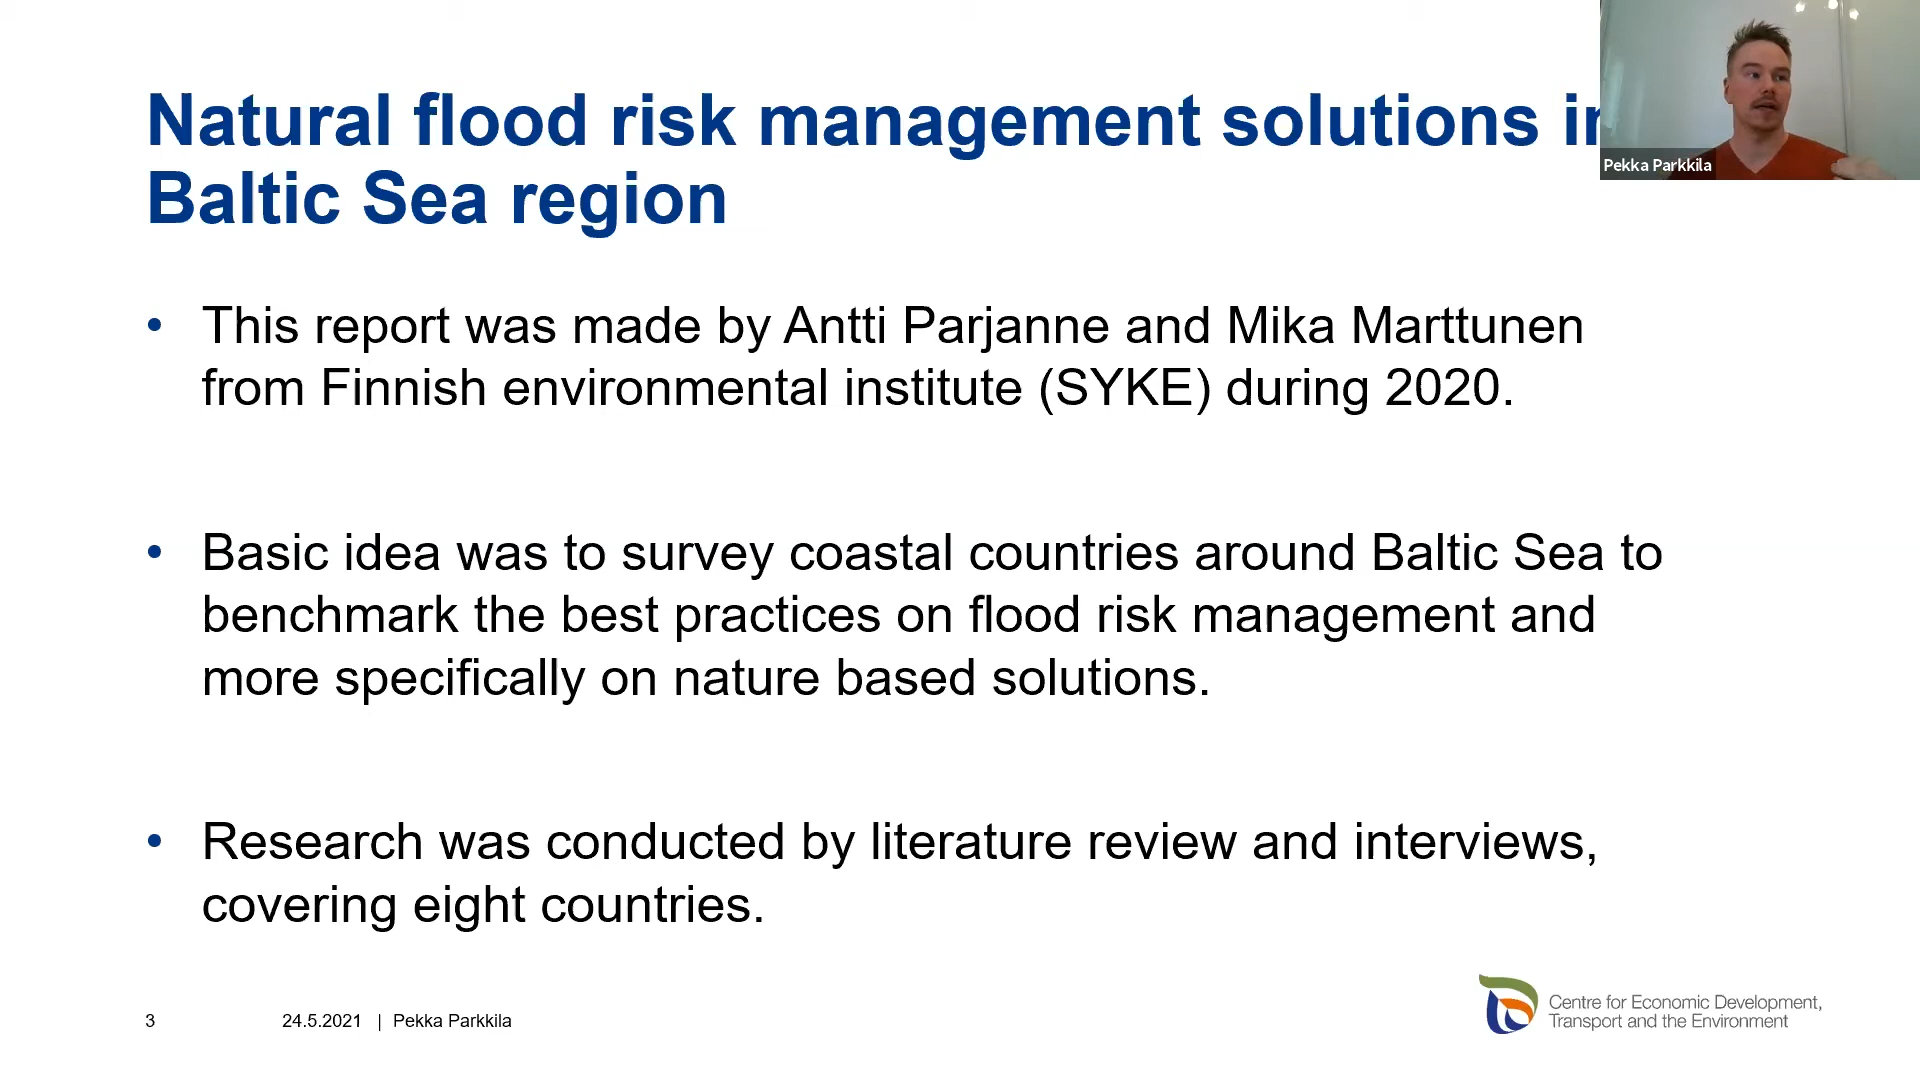 Natural flood risk management solutions in
Baltic Sea region
Pekka Parkkila
• This report was made by Antti Parjanne and Mika Marttunen
from Finnish environmental institute (SYKE) during 2020.
• Basic idea was to survey coastal countries around Baltic Sea to
benchmark the best practices on flood risk management and
more specifically on nature based solutions.
• Research was conducted by literature review and interviews,
covering eight countries.
3 24.5.2021 | Pekka Parkkila
Centre for Economic Development,
Transport and the Environment